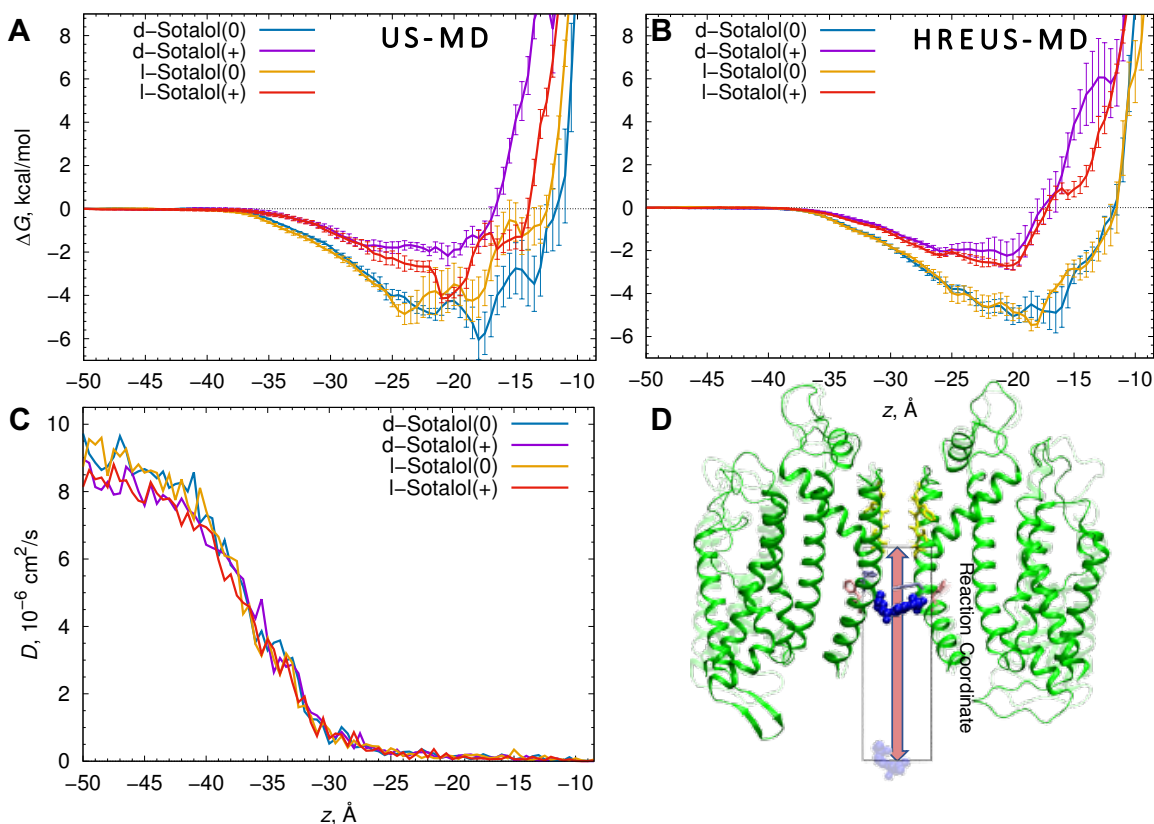 A
US-MD
d−Sotalol(0)
d−Sotalol(+)
l−Sotalol(0)
l−Sotalol(+)
8
6
4
2
0
−2
−4
−6
ΔG, kcal/mol
−50 −45 −40 −35 −30 −25 −20 −15 −10
B
HREUS-MD
d−Sotalol(0)
d−Sotalol(+)
l−Sotalol(0)
l−Sotalol(+)
8
6
4
2
0
−2
−4
−6
−50 −45 −40 −35 −30 −25 −20 −15 −10
z, Å
C
d−Sotalol(0)
d−Sotalol(+)
l−Sotalol(0)
l−Sotalol(+)
10
8
6
4
2
0
D, 10−6 cm2/s
−50 −45 −40 −35 −30 −25 −20 −15 −10
z, Å
D
Reaction Coordinate